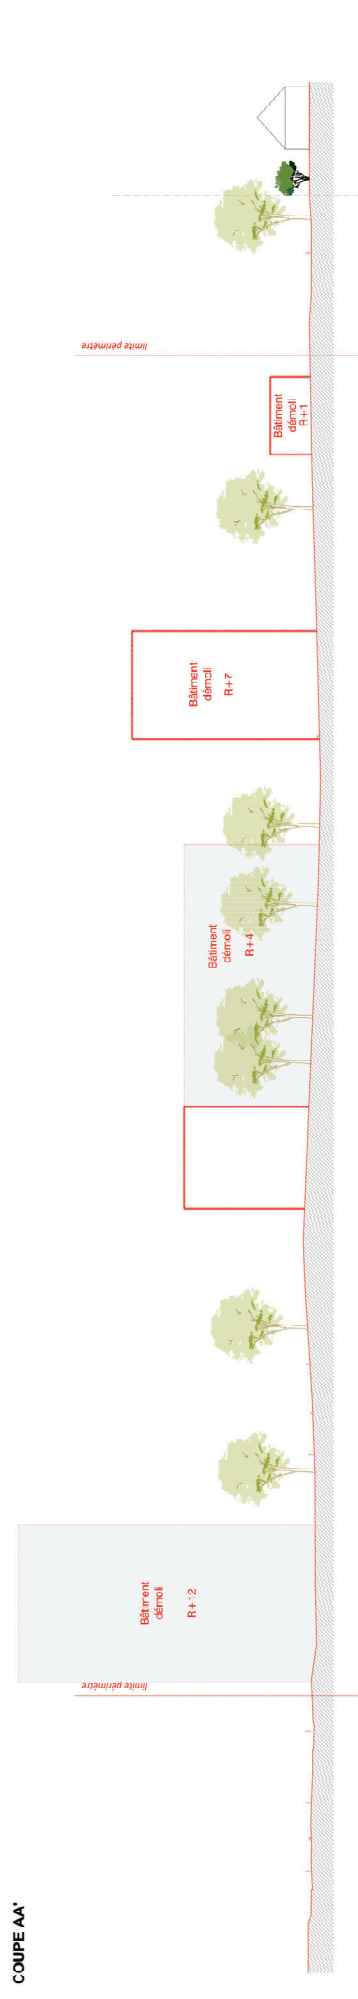 COUPE AA'
limite périmètre
Bâtiment
démoli
R+12
Bâtiment
démoli
R+4
Bâtiment
démoli
R+7
Bâtiment
démoli
R+1
limite périmètre